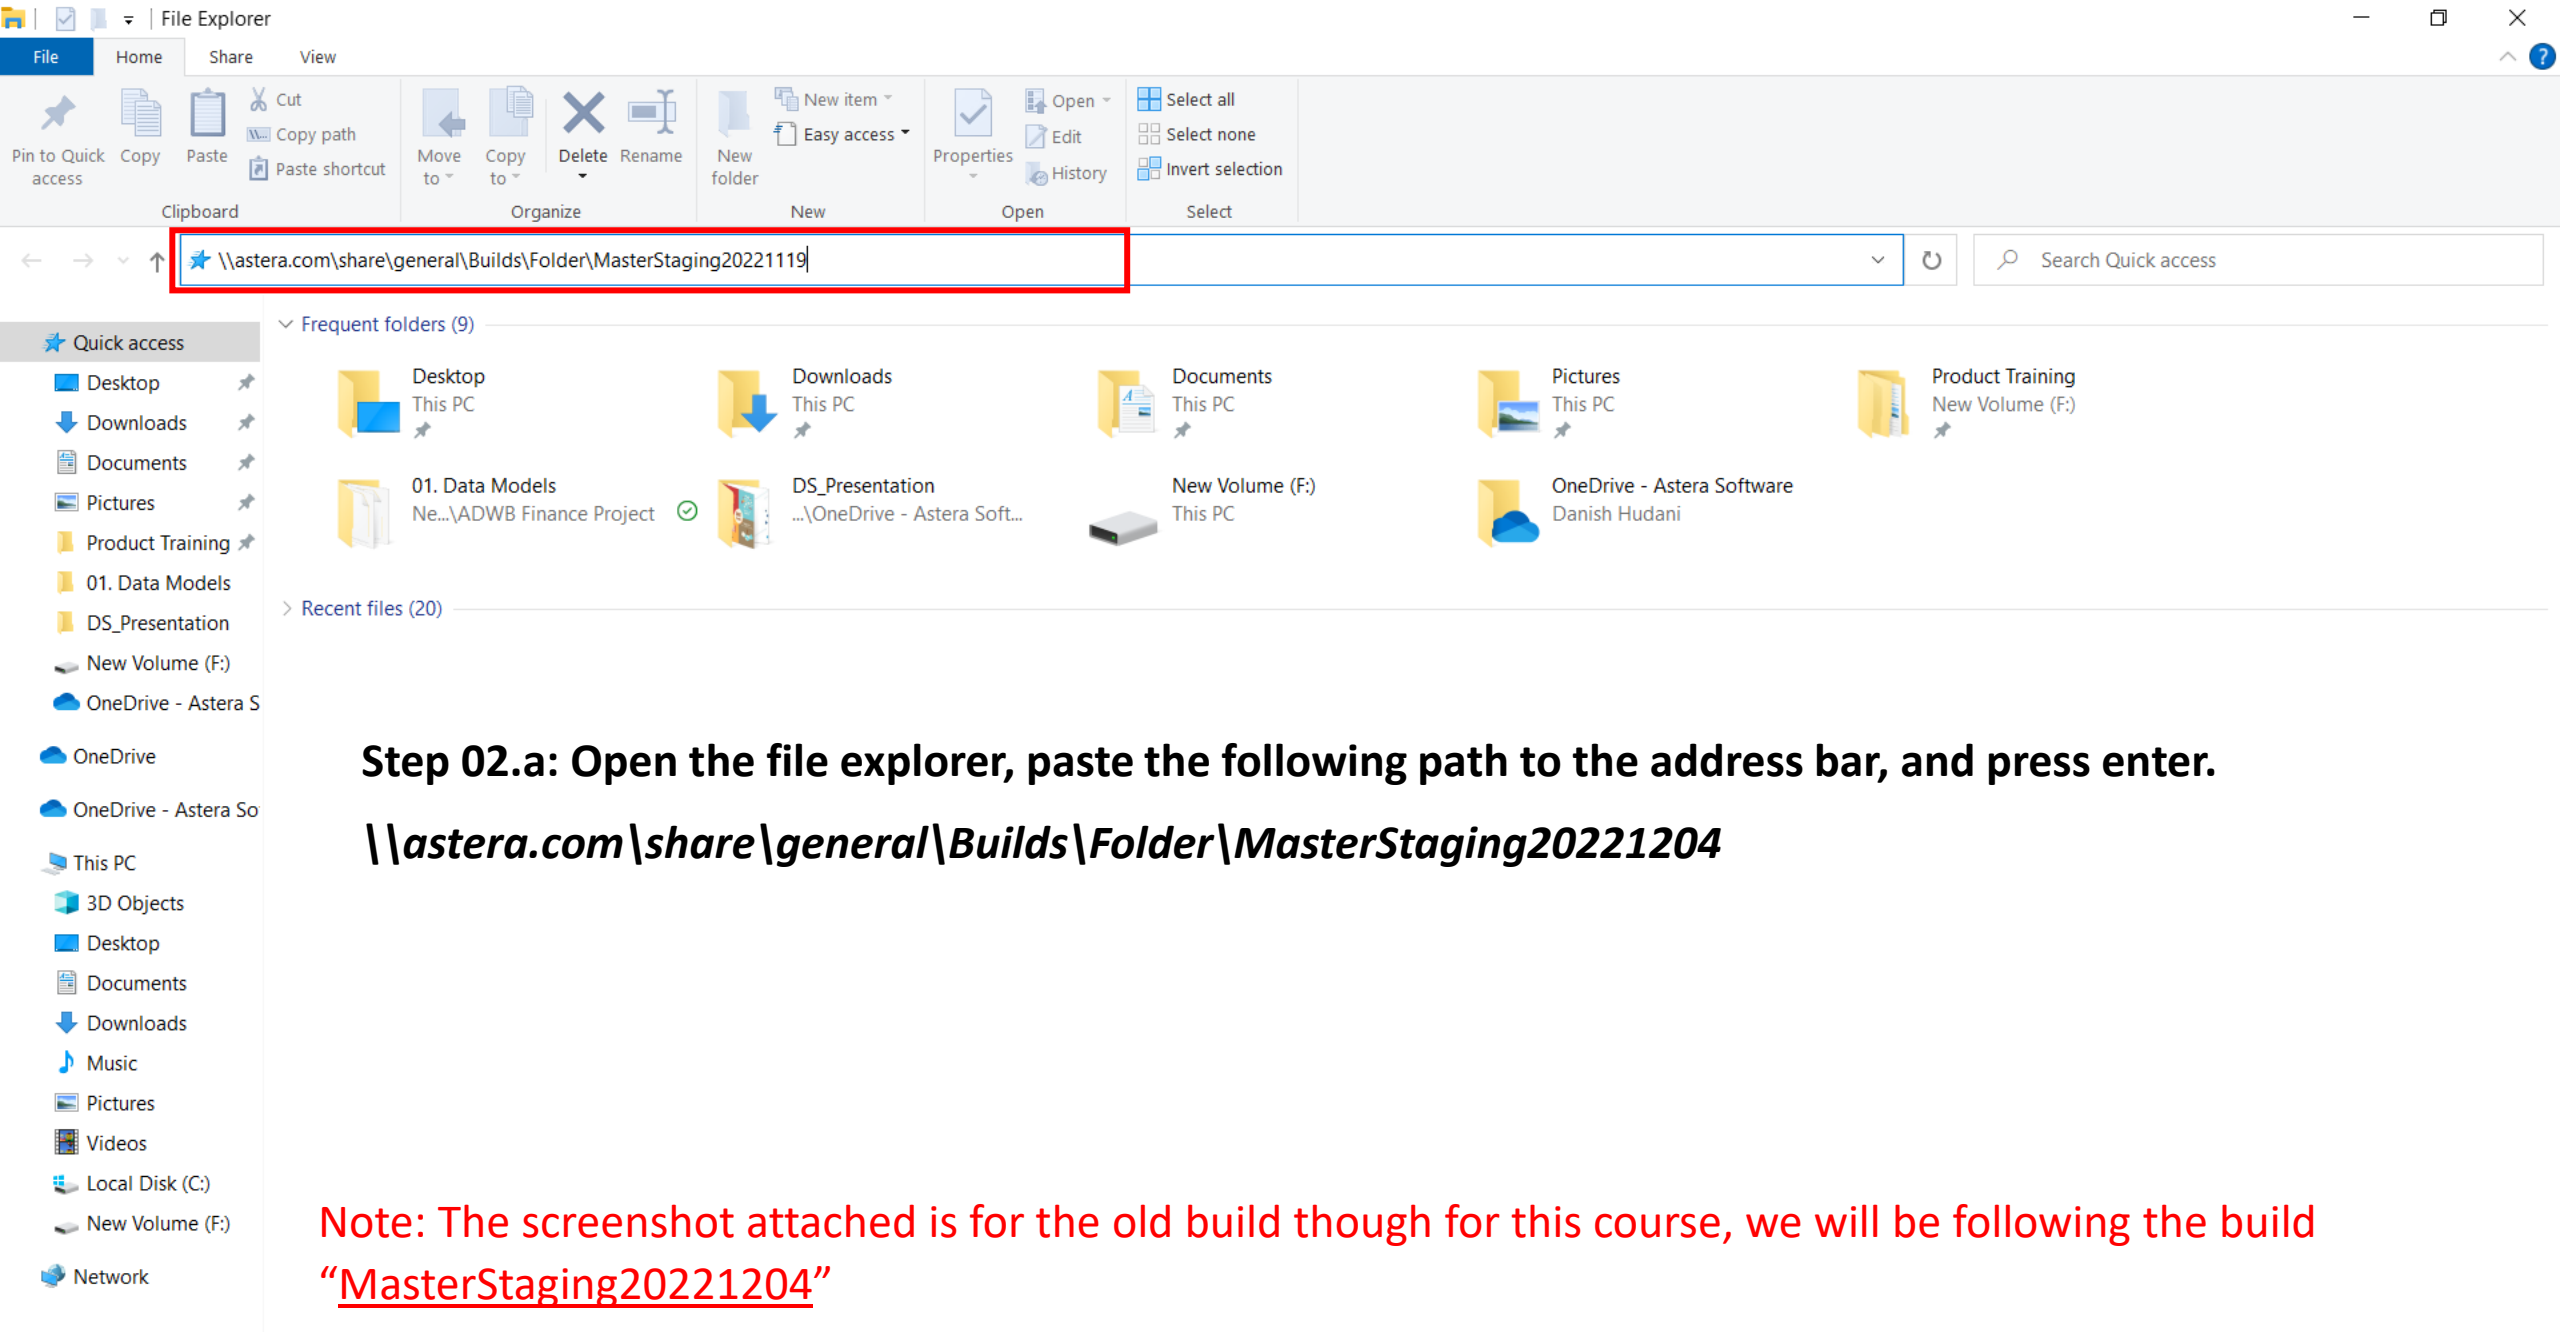 File Explorer
File Home Share View
Pin to Quick access
Copy
Paste
Cut
Copy path
Paste shortcut
Clipboard
Move to
Copy to
Delete
Rename
Organize
New folder
New item
Easy access
New
Properties
Open
Edit
History
Open
Select all
Select none
Invert selection
Select
\\astera.com\share\general\Builds\Folder\MasterStaging20221119
Search Quick access
Quick access
Desktop
Downloads
Documents
Pictures
Product Training
01. Data Models
DS_Presentation
New Volume (F:)
OneDrive - Astera S
OneDrive
OneDrive - Astera So
This PC
3D Objects
Desktop
Documents
Downloads
Music
Pictures
Videos
Local Disk (C:)
New Volume (F:)
Network
Frequent folders (9)
Desktop
This PC
Downloads
This PC
Documents
This PC
Pictures
This PC
Product Training
New Volume (F:)
01. Data Models
Ne...\ADWB Finance Project
DS_Presentation
...\OneDrive - Astera Soft...
New Volume (F:)
This PC
OneDrive - Astera Software
Danish Hudani
Recent files (20)
Step 02.a: Open the file explorer, paste the following path to the address bar, and press enter.
\\astera.com\share\general\Builds\Folder\MasterStaging20221204
Note: The screenshot attached is for the old build though for this course, we will be following the build
“MasterStaging20221204”